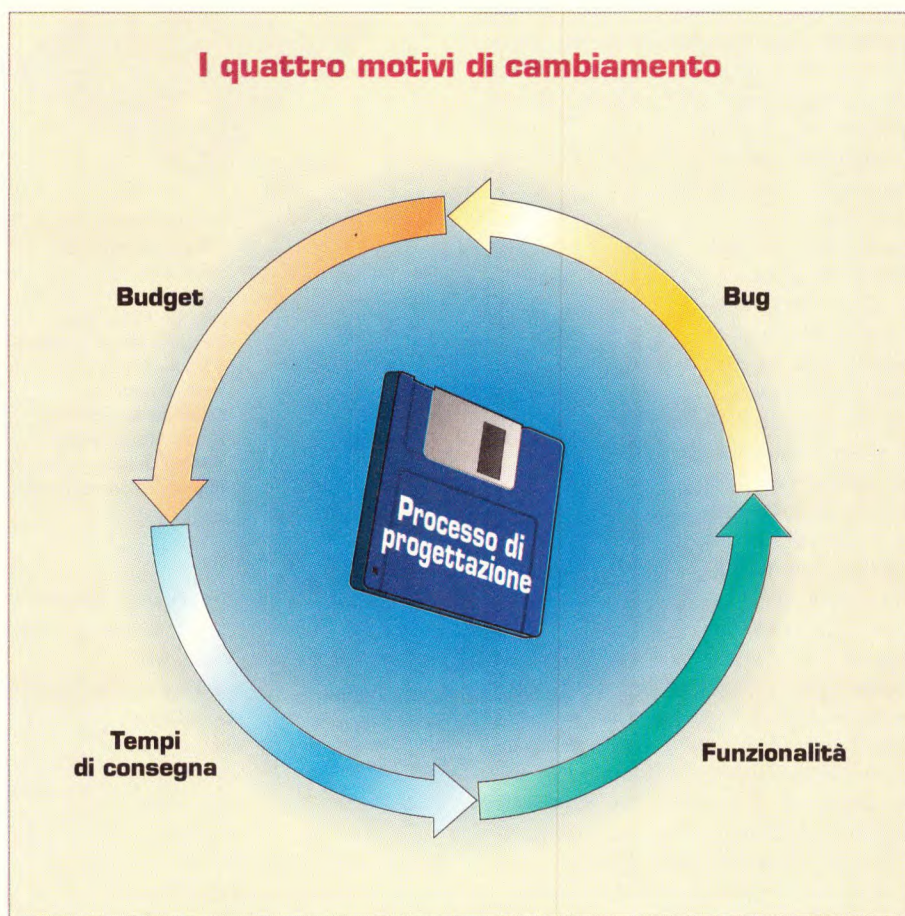 I quattro motivi di cambiamento
Budget
Bug
Processo di
progettazione
Tempi
di consegna
Funzionalità